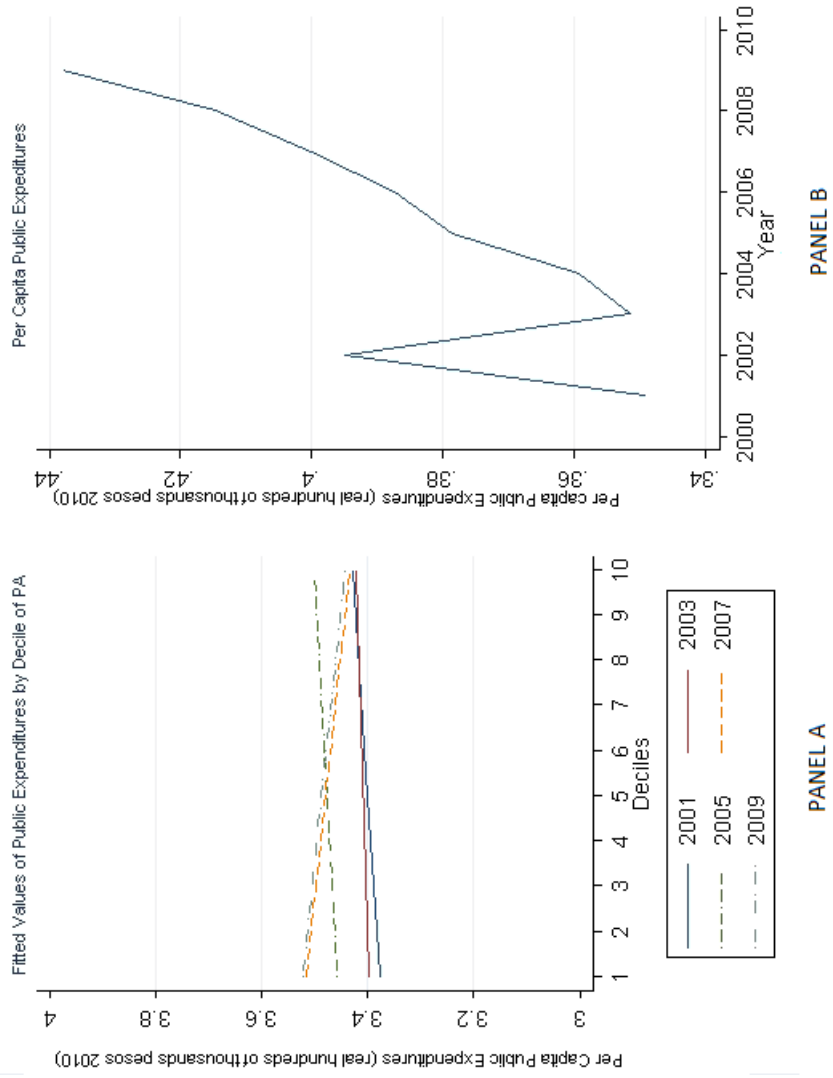 Fitted Values of Public Expenditures by Decile of PA
Per Capita Public Expenditures (real hundreds of thousands pesos 2010)
4
3.8
3.6
3.4
3.2
3
1 2 3 4 5 6 7 8 9 10
Deciles
2001 2003
2005 2007
2009
PANEL A
Per Capita Public Expeditures
Per capita Public Expenditures (real hundreds of thousands pesos 2010)
.44
.42
.4
.38
.36
.34
2000 2002 2004 2006 2008 2010
Year
PANEL B